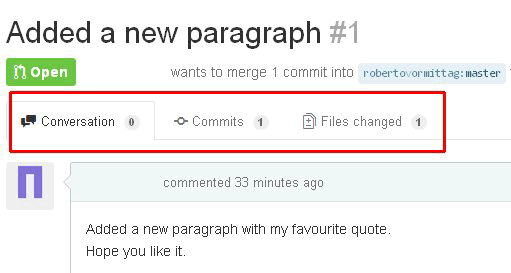 Added a new paragraph #1
Open wants to merge 1 commit into robertovormittag:master
Conversation 0 Commits 1 Files changed 1
commented 33 minutes ago
Added a new paragraph with my favourite quote.
Hope you like it.